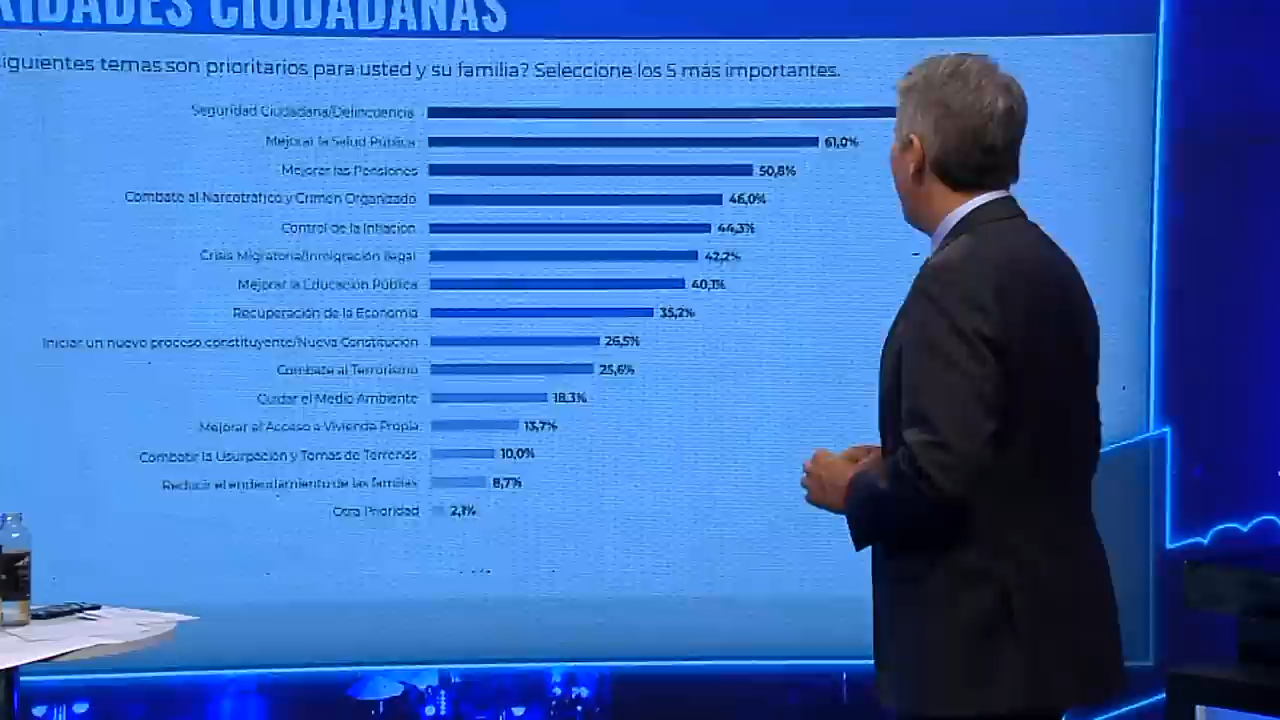 RIDADES CIUDADANAS
siguientes temas son prioritarios para usted y su familia? Seleccione los 5 más importantes.
Seguridad Ciudadana/Delincuencia
Mejorar la Salud Pública 61,0%
Mejorar las Pensiones 50,8%
Combate al Narcotráfico y Crimen Organizado 46,0%
Control de la Inflación 44,3%
Crisis Migratoria/Inmigración Ilegal 42,2%
Mejorar la Educación Pública 40,1%
Recuperación de la Economía 35,2%
Iniciar un nuevo proceso constituyente/Nueva Constitución 26,5%
Combate al Terrorismo 25,6%
Cuidar el Medio Ambiente 18,3%
Mejorar el Acceso a Vivienda Propia 13,7%
Combatir la Usurpación y Tomas de Terrenos 10,0%
Reducir el endeudamiento de las familias 8,7%
Otra Prioridad 2,1%